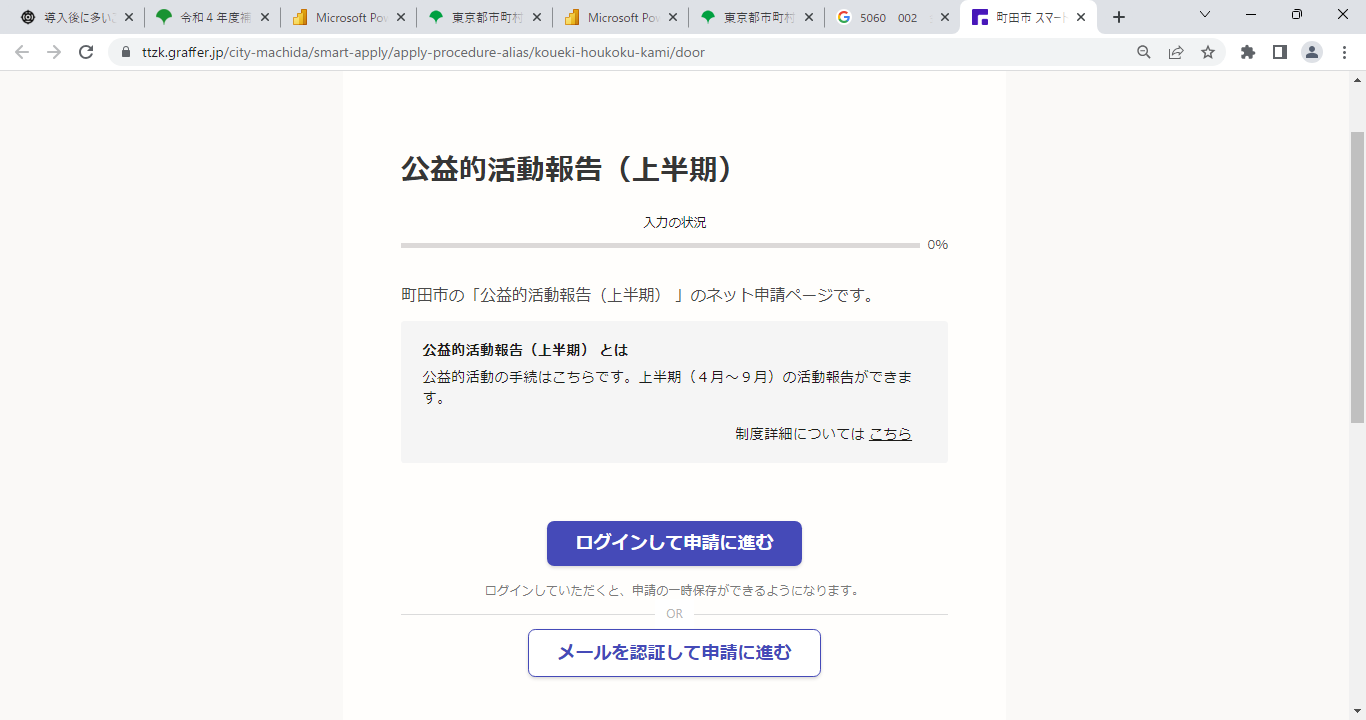 導入後に多い
令和４年度補
Microsoft Pow
東京都市町村
Microsoft Pow
東京都市町村
5060 002
町田市 スマート
ttzk.graffer.jp/city-machida/smart-apply/apply-procedure-alias/koueki-houkoku-kami/door
公益的活動報告（上半期）
入力の状況
0%
町田市の「公益的活動報告（上半期） 」のネット申請ページです。
公益的活動報告（上半期） とは
公益的活動の手続はこちらです。上半期（４月～９月）の活動報告ができま
す。
制度詳細については こちら
ログインして申請に進む
ログインしていただくと、申請の一時保存ができるようになります。
OR
メールを認証して申請に進む